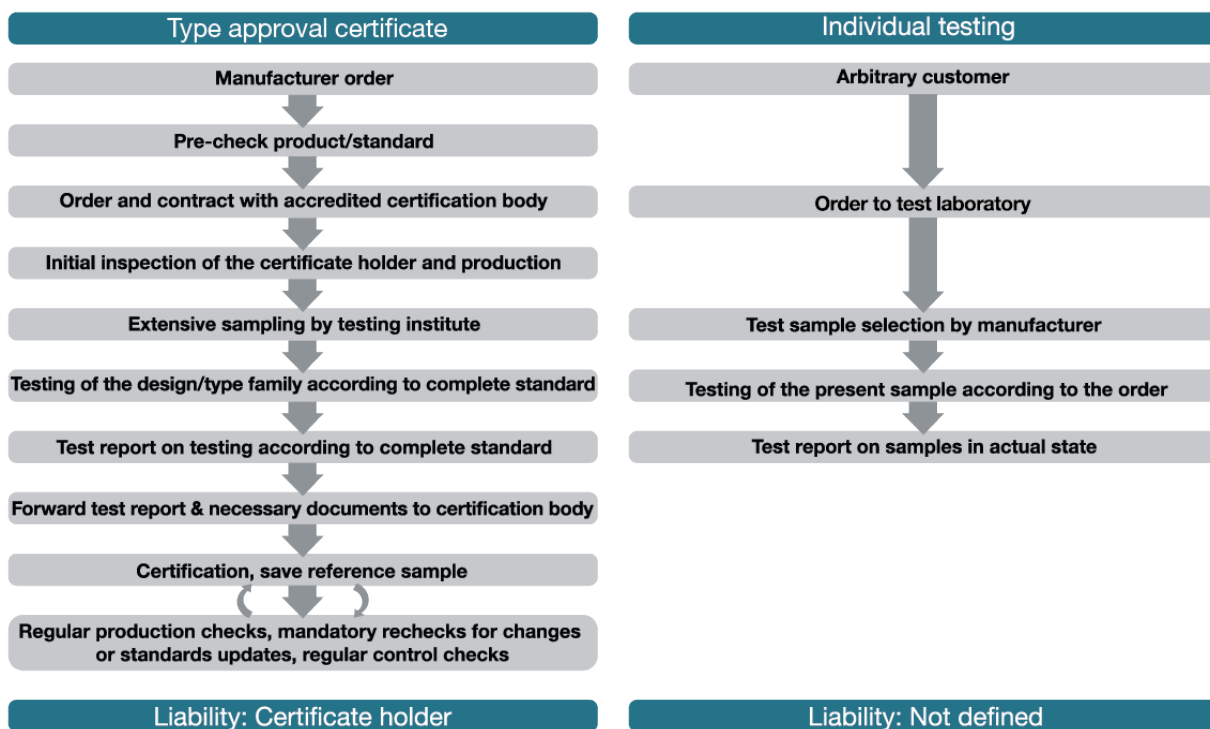 Type approval certificate
Manufacturer order
Pre-check product/standard
Order and contract with accredited certification body
Initial inspection of the certificate holder and production
Extensive sampling by testing institute
Testing of the design/type family according to complete standard
Test report on testing according to complete standard
Forward test report & necessary documents to certification body
Certification, save reference sample
Regular production checks, mandatory rechecks for changes
or standards updates, regular control checks
Liability: Certificate holder
Individual testing
Arbitrary customer
Order to test laboratory
Test sample selection by manufacturer
Testing of the present sample according to the order
Test report on samples in actual state
Liability: Not defined